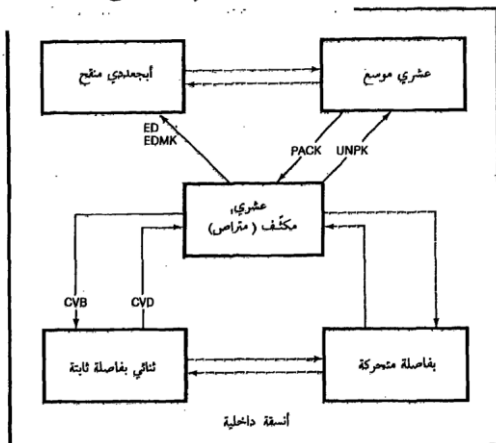 أبجعددي منقح
عشري موسع
ED
EDMK
PACK
UNPK
عشري
مكثف ( متراص )
CVB
CVD
ثنائي بفاصلة ثابتة
بفاصلة متحركة
أنسقة داخلية